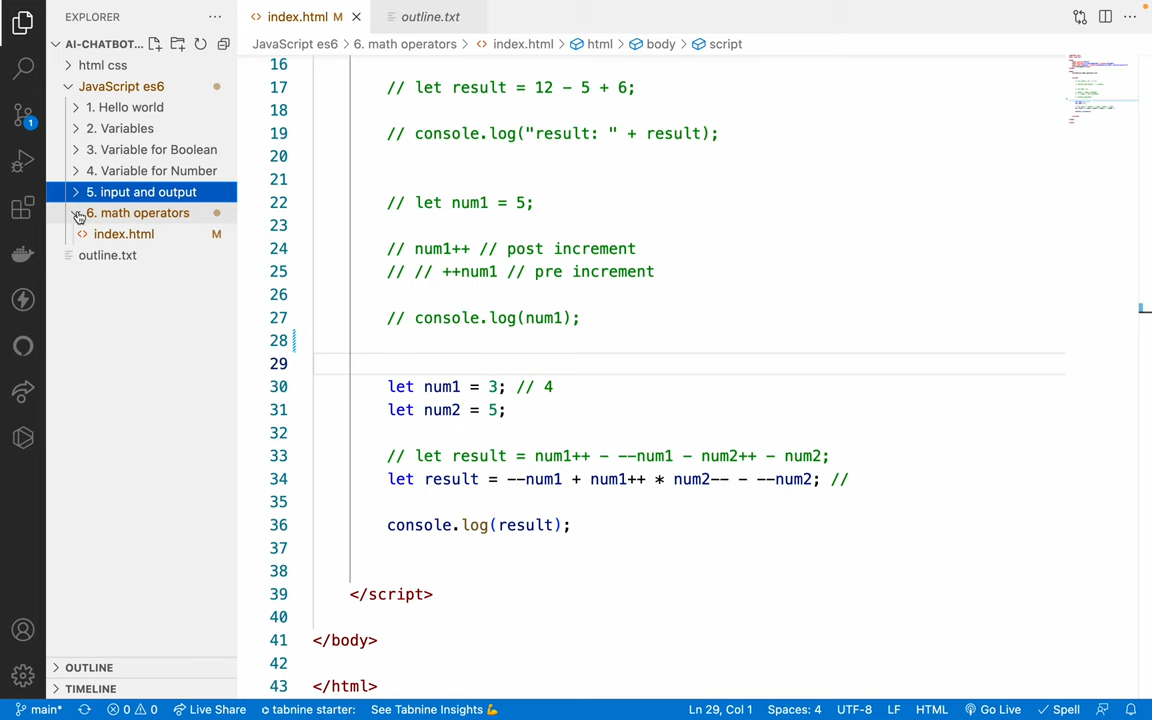 EXPLORER
AI-CHATBOT...
html css
JavaScript es6
1. Hello world
2. Variables
3. Variable for Boolean
4. Variable for Number
5. input and output
6. math operators
index.html M
outline.txt
OUTLINE
TIMELINE
index.html M
outline.txt
JavaScript es6 > 6. math operators > index.html > html > body > script
16
17 // let result = 12 - 5 + 6;
18
19 // console.log("result: " + result);
20
21
22 // let num1 = 5;
23
24 // num1++ // post increment
25 // // ++num1 // pre increment
26
27 // console.log(num1);
28
29
30 let num1 = 3; // 4
31 let num2 = 5;
32
33 // let result = num1++ - --num1 - num2++ - num2;
34 let result = --num1 + num1++ * num2-- - --num2; //
35
36 console.log(result);
37
38
39 </script>
40
41 </body>
42
43 </html>
1
main* 0 0 Live Share tabnine starter: See Tabnine Insights 💪 Ln 29, Col 1 Spaces: 4 UTF-8 LF HTML Go Live Spell